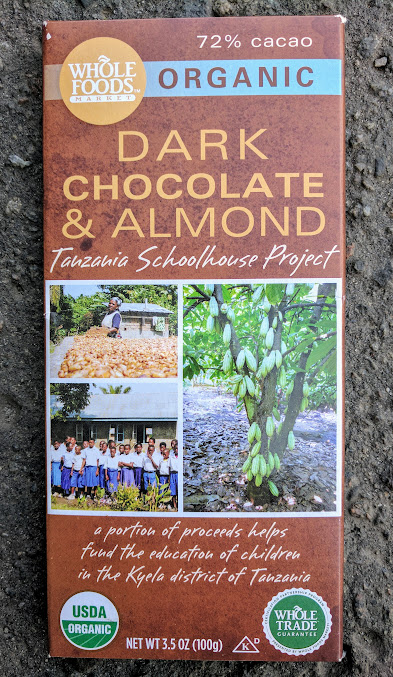 72% cacao
WHOLE
FOODS
MARKET
TM
ORGANIC
DARK
CHOCOLATE
& ALMOND
Tanzania Schoolhouse Project
a portion of proceeds helps
fund the education of children
in the Kyela district of Tanzania
USDA
ORGANIC
NET WT 3.5 OZ (100g)
K D
WHOLE
TRADE
GUARANTEE